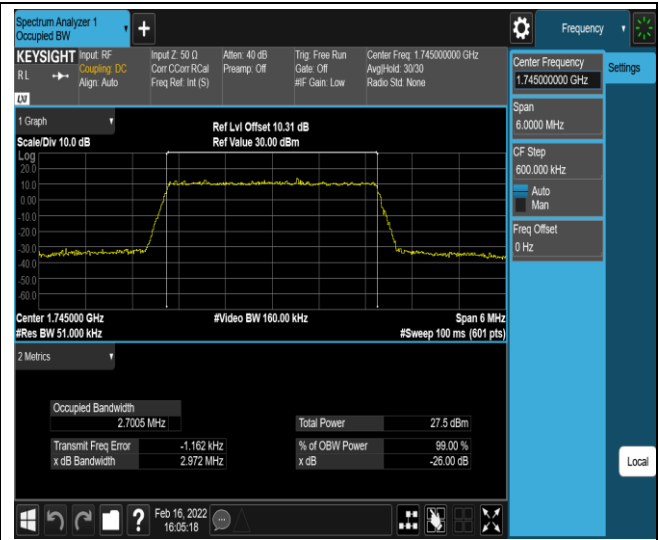 Spectrum Analyzer 1
Occupied BW
Frequency
KEYSIGHT
RL
Input: RF
Coupling: DC
Align: Auto
Input Z: 50 Ω
Corr CCorr RCal
Freq Ref: Int (S)
Atten: 40 dB
Preamp: Off
Trig: Free Run
Gate: Off
#IF Gain: Low
Center Freq: 1.745000000 GHz
Avg|Hold: 30/30
Radio Std: None
Center Frequency
1.745000000 GHz
Settings
Span
6.0000 MHz
CF Step
600.000 kHz
Auto
Man
Freq Offset
0 Hz
1 Graph
Scale/Div 10.0 dB
Ref Lvl Offset 10.31 dB
Ref Value 30.00 dBm
Log
20.0
10.0
0.00
-10.0
-20.0
-30.0
-40.0
-50.0
-60.0
Center 1.745000 GHz
#Video BW 160.00 kHz
Span 6 MHz
#Res BW 51.000 kHz
#Sweep 100 ms (601 pts)
2 Metrics
Occupied Bandwidth
2.7005 MHz
Total Power 27.5 dBm
Transmit Freq Error -1.162 kHz
% of OBW Power 99.00 %
x dB Bandwidth 2.972 MHz
x dB -26.00 dB
Local
?
Feb 16, 2022
16:05:18